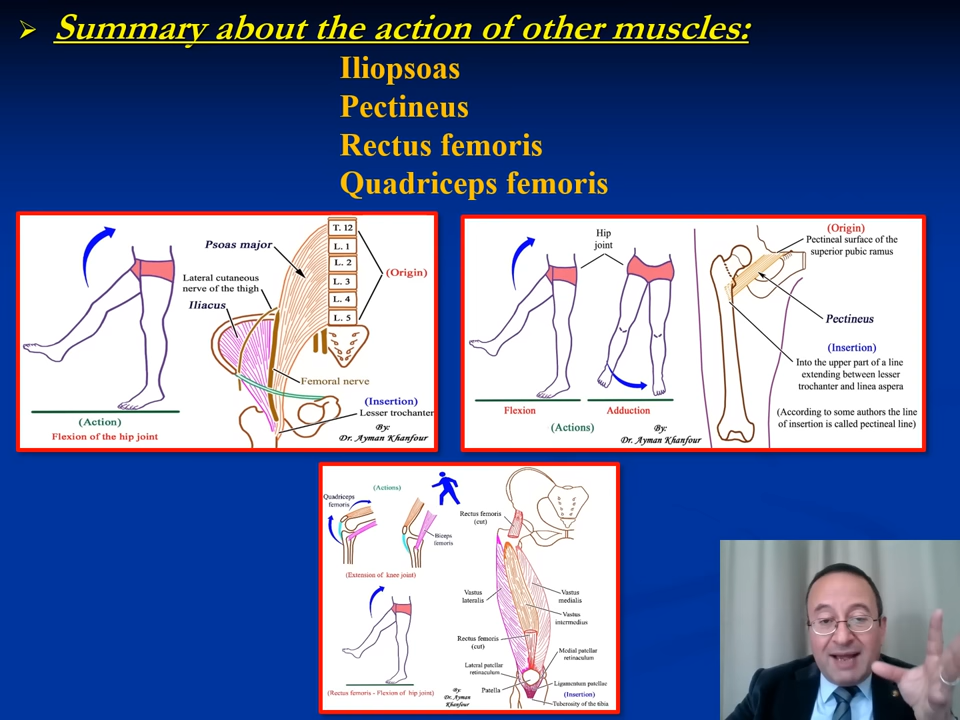 Summary about the action of other muscles:
Iliopsoas
Pectineus
Rectus femoris
Quadriceps femoris
T. 12
L. 1
L. 2
L. 3
L. 4
L. 5
(Origin)
Psoas major
Lateral cutaneous
nerve of the thigh
Iliacus
Femoral nerve
(Insertion)
Lesser trochanter
(Action)
Flexion of the hip joint
By:
Dr. Ayman Khanfour
Hip
joint
(Origin)
Pectineal surface of the
superior pubic ramus
Pectineus
(Insertion)
Into the upper part of a line
extending between lesser
trochanter and linea aspera
(According to some authors the line
of insertion is called pectineal line)
Flexion
Adduction
(Actions)
By:
Dr. Ayman Khanfour
(Actions)
Quadriceps
femoris
Biceps
femoris
(Extension of knee joint)
Rectus femoris
(cut)
Vastus
lateralis
Vastus
medialis
Vastus
intermedius
Rectus femoris
(cut)
Medial patellar
retinaculum
Lateral patellar
retinaculum
Ligamentum patellae
Patella
(Insertion)
Tuberosity of the tibia
(Rectus femoris - Flexion of hip joint)
By:
Dr. Ayman
Khanfour